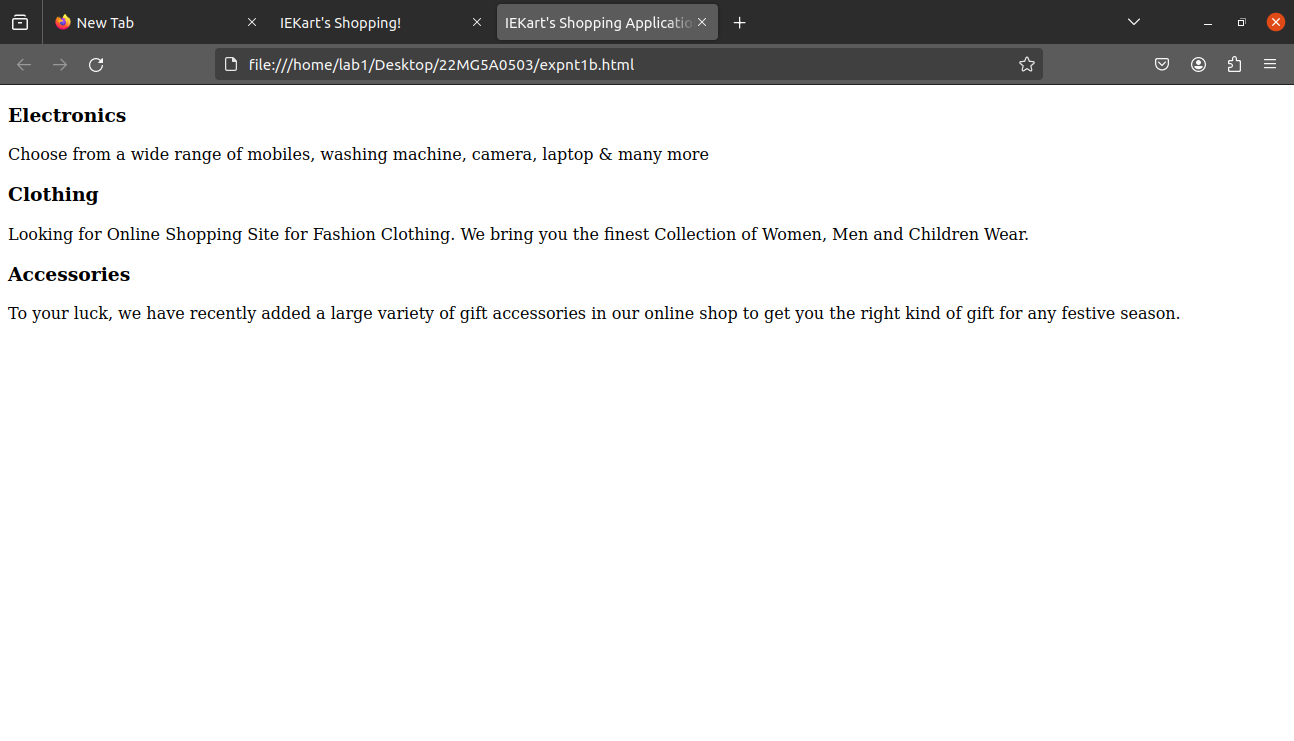 New Tab
IEKart's Shopping!
IEKart's Shopping Applicatio
file:///home/lab1/Desktop/22MG5A0503/expnt1b.html
Electronics
Choose from a wide range of mobiles, washing machine, camera, laptop & many more
Clothing
Looking for Online Shopping Site for Fashion Clothing. We bring you the finest Collection of Women, Men and Children Wear.
Accessories
To your luck, we have recently added a large variety of gift accessories in our online shop to get you the right kind of gift for any festive season.